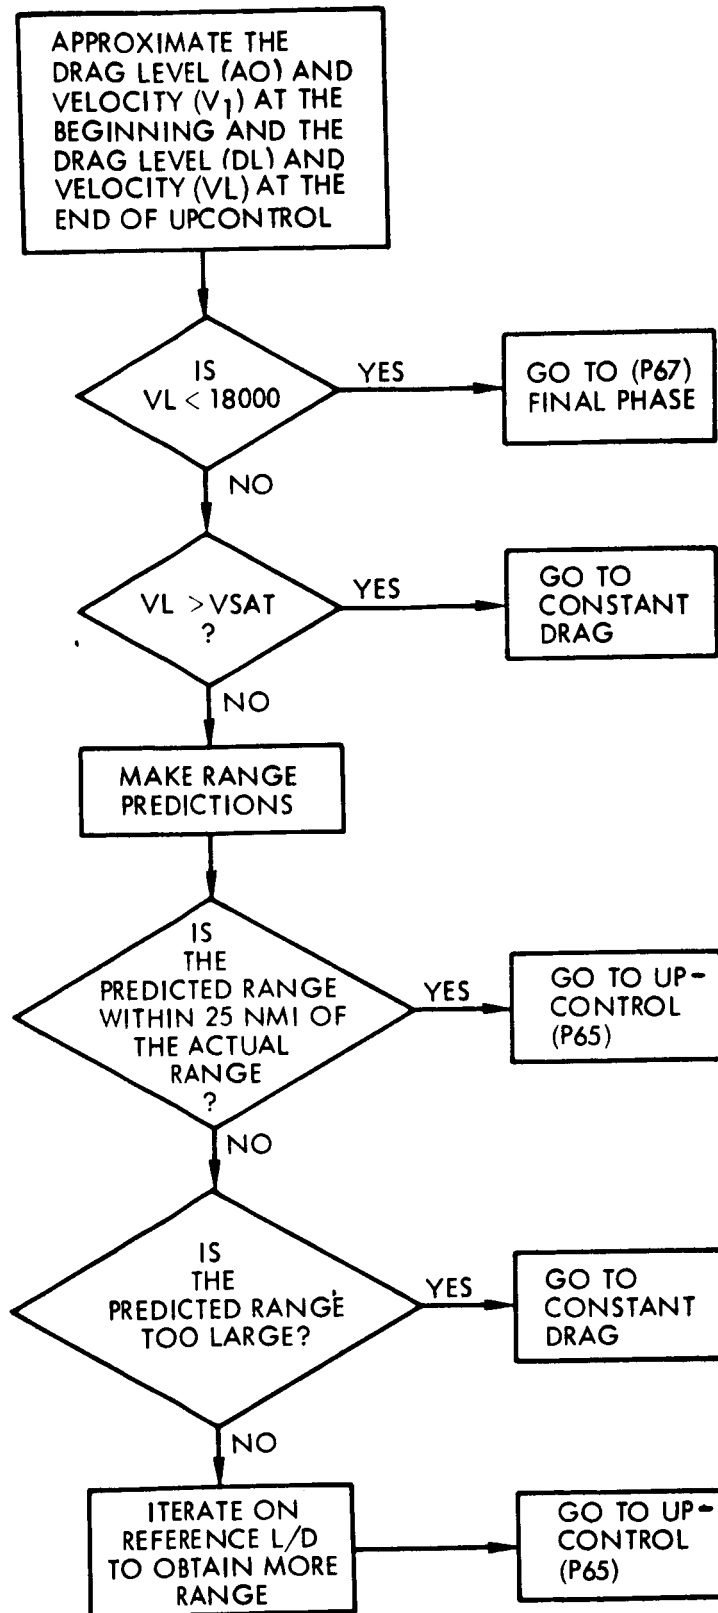 APPROXIMATE THE
DRAG LEVEL (AO) AND
VELOCITY (V1) AT THE
BEGINNING AND THE
DRAG LEVEL (DL) AND
VELOCITY (VL) AT THE
END OF UPCONTROL
IS
VL < 18000
YES
GO TO (P67)
FINAL PHASE
NO
VL > VSAT
?
YES
GO TO
CONSTANT
DRAG
NO
MAKE RANGE
PREDICTIONS
IS
THE
PREDICTED RANGE
WITHIN 25 NMI OF
THE ACTUAL
RANGE
?
YES
GO TO UP-
CONTROL
(P65)
NO
IS
THE
PREDICTED RANGE
TOO LARGE?
YES
GO TO
CONSTANT
DRAG
NO
ITERATE ON
REFERENCE L/D
TO OBTAIN MORE
RANGE
GO TO UP-
CONTROL
(P65)